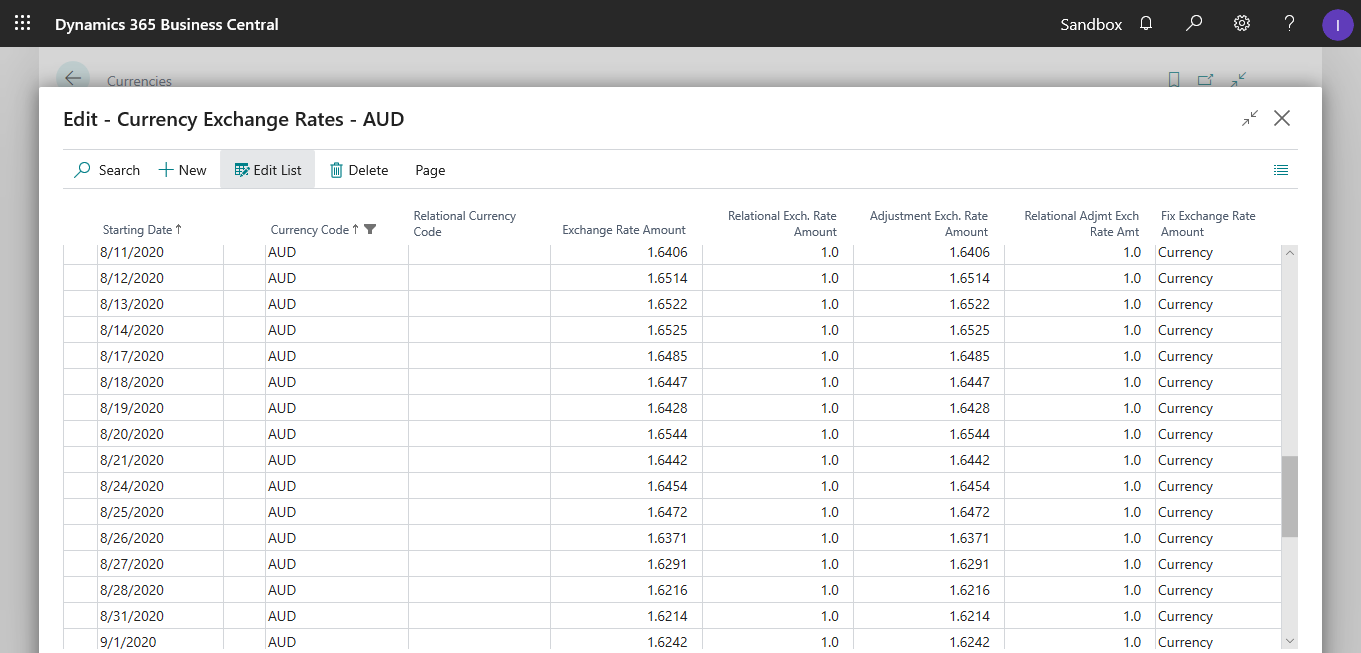 Dynamics 365 Business Central Sandbox ? I
Currencies
Edit - Currency Exchange Rates - AUD
Search New Edit List Delete Page
Starting Date ↑ Currency Code ↑ Relational Currency Code Exchange Rate Amount Relational Exch. Rate Amount Adjustment Exch. Rate Amount Relational Adjmt Exch Rate Amt Fix Exchange Rate Amount
8/11/2020 AUD 1.6406 1.0 1.6406 1.0 Currency
8/12/2020 AUD 1.6514 1.0 1.6514 1.0 Currency
8/13/2020 AUD 1.6522 1.0 1.6522 1.0 Currency
8/14/2020 AUD 1.6525 1.0 1.6525 1.0 Currency
8/17/2020 AUD 1.6485 1.0 1.6485 1.0 Currency
8/18/2020 AUD 1.6447 1.0 1.6447 1.0 Currency
8/19/2020 AUD 1.6428 1.0 1.6428 1.0 Currency
8/20/2020 AUD 1.6544 1.0 1.6544 1.0 Currency
8/21/2020 AUD 1.6442 1.0 1.6442 1.0 Currency
8/24/2020 AUD 1.6454 1.0 1.6454 1.0 Currency
8/25/2020 AUD 1.6472 1.0 1.6472 1.0 Currency
8/26/2020 AUD 1.6371 1.0 1.6371 1.0 Currency
8/27/2020 AUD 1.6291 1.0 1.6291 1.0 Currency
8/28/2020 AUD 1.6216 1.0 1.6216 1.0 Currency
8/31/2020 AUD 1.6214 1.0 1.6214 1.0 Currency
9/1/2020 AUD 1.6242 1.0 1.6242 1.0 Currency